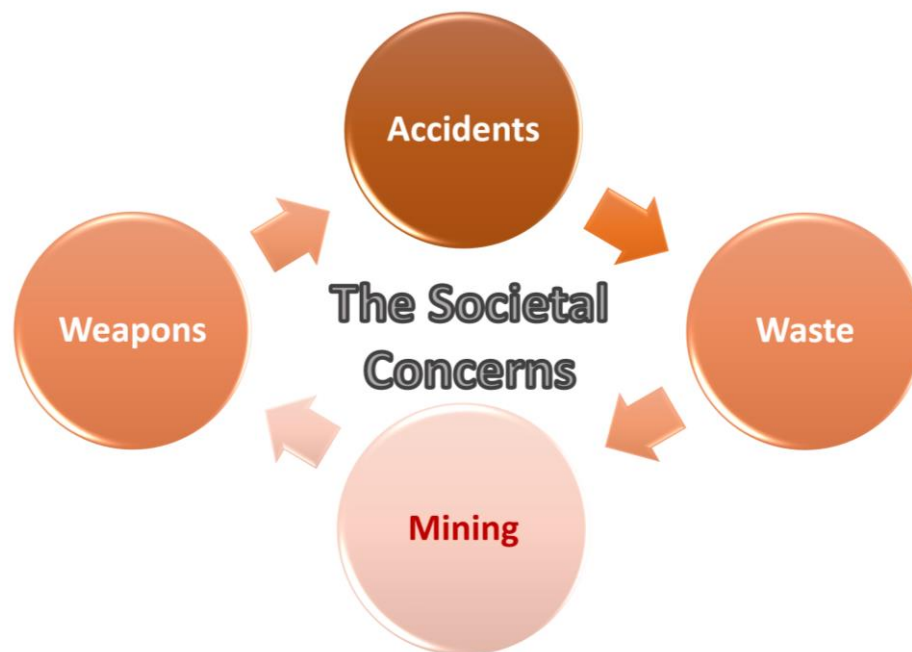 Accidents
Weapons
The Societal
Concerns
Waste
Mining